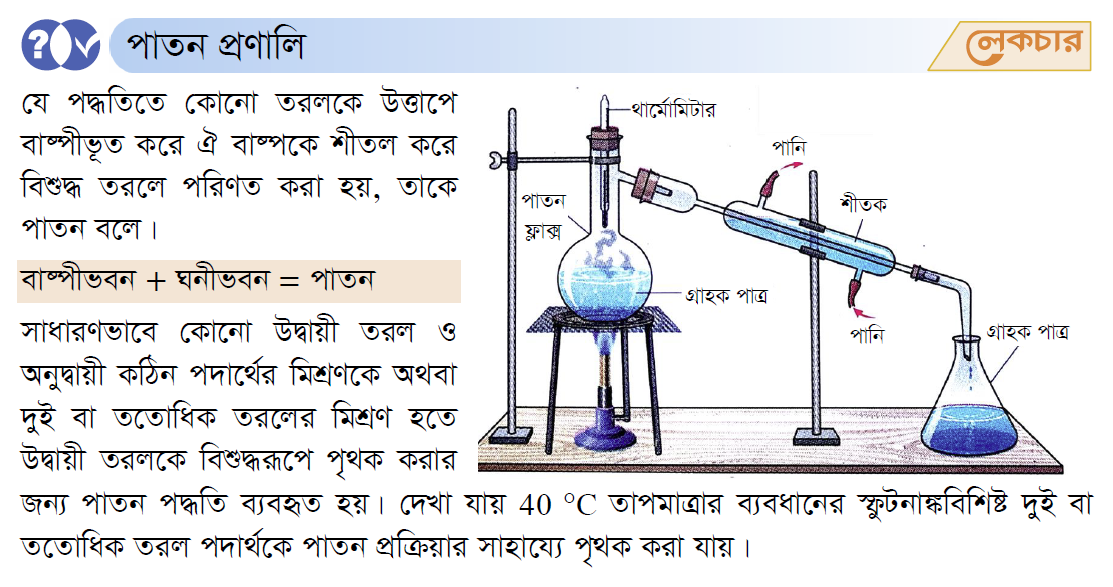 পাতন প্রণালি
লেকচার
যে পদ্ধতিতে কোনো তরলকে উত্তাপে
বাষ্পীভূত করে ঐ বাষ্পকে শীতল করে
বিশুদ্ধ তরলে পরিণত করা হয়, তাকে
পাতন বলে।
বাষ্পীভবন + ঘনীভবন = পাতন
সাধারণভাবে কোনো উদ্বায়ী তরল ও
অনুদ্বায়ী কঠিন পদার্থের মিশ্রণকে অথবা
দুই বা ততোধিক তরলের মিশ্রণ হতে
উদ্বায়ী তরলকে বিশুদ্ধরূপে পৃথক করার
জন্য পাতন পদ্ধতি ব্যবহৃত হয়। দেখা যায় 40 °C তাপমাত্রার ব্যবধানের স্ফুটনাঙ্কবিশিষ্ট দুই বা
ততোধিক তরল পদার্থকে পাতন প্রক্রিয়ার সাহায্যে পৃথক করা যায়।
থার্মোমিটার
পানি
পাতন
ফ্লাক্স
শীতক
গ্রাহক পাত্র
পানি
গ্রাহক পাত্র